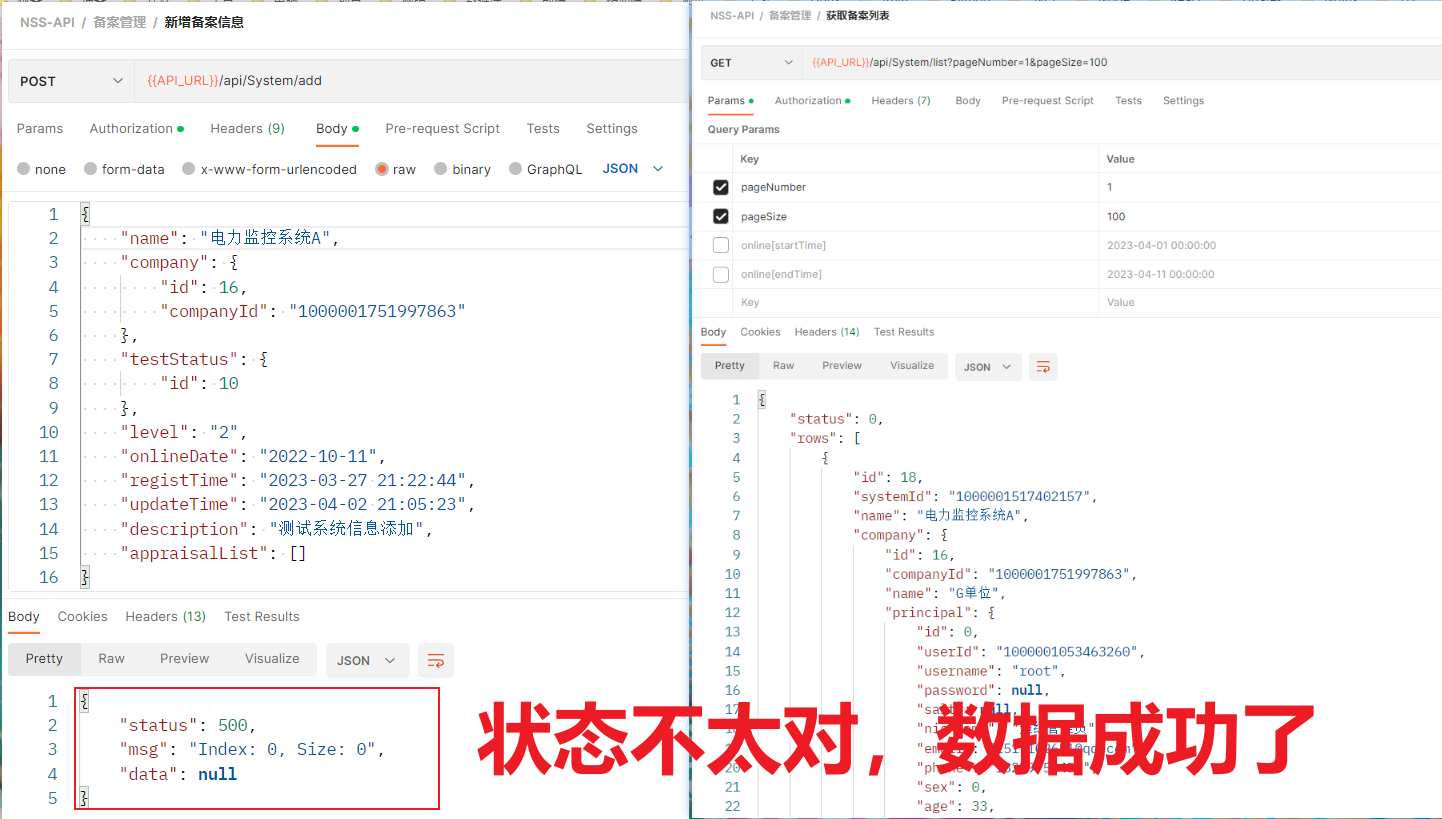 NSS-API / 备案管理 / 新增备案信息
POST
{{API_URL}}/api/System/add
Params Authorization Headers (9) Body Pre-request Script Tests Settings
none form-data x-www-form-urlencoded raw binary GraphQL JSON
1 {
2 "name": "电力监控系统A",
3 "company": {
4 "id": 16,
5 "companyId": "1000001751997863"
6 },
7 "testStatus": {
8 "id": 10
9 },
10 "level": "2",
11 "onlineDate": "2022-10-11",
12 "registTime": "2023-03-27 21:22:44",
13 "updateTime": "2023-04-02 21:05:23",
14 "description": "测试系统信息添加",
15 "appraisalList": []
16 }
Body Cookies Headers (13) Test Results
Pretty Raw Preview Visualize JSON
1 {
2 "status": 500,
3 "msg": "Index: 0, Size: 0",
4 "data": null
5 }
NSS-API / 备案管理 / 获取备案列表
GET
{{API_URL}}/api/System/list?pageNumber=1&pageSize=100
Params Authorization Headers (7) Body Pre-request Script Tests Settings
Query Params
Key Value
pageNumber 1
pageSize 100
online[startTime] 2023-04-01 00:00:00
online[endTime] 2023-04-11 00:00:00
Key Value
Body Cookies Headers (14) Test Results
Pretty Raw Preview Visualize JSON
1 {
2 "status": 0,
3 "rows": [
4 {
5 "id": 18,
6 "systemId": "1000001517402157",
7 "name": "电力监控系统A",
8 "company": {
9 "id": 16,
10 "companyId": "1000001751997863",
11 "name": "G单位",
12 "principal": {
13 "id": 0,
14 "userId": "1000001053463260",
15 "username": "root",
16 "password": null,
17
20
21 "sex": 0,
22 "age": 33,
状态不太对，数据成功了